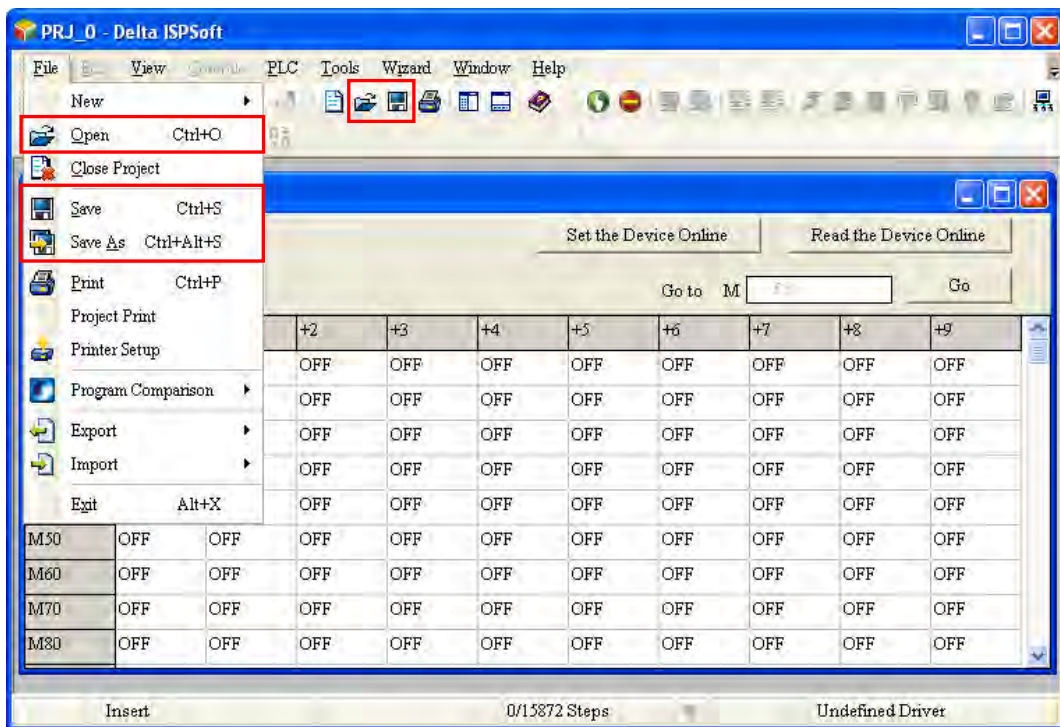 PRJ_0 - Delta ISPSoft
File View PLC Tools Wizard Window Help
New
Open Ctrl+O
Close Project
Save Ctrl+S
Save As Ctrl+Alt+S
Print Ctrl+P
Project Print
Printer Setup
Program Comparison
Export
Import
Exit Alt+X
Set the Device Online Read the Device Online
Go to M Go
+2 +3 +4 +5 +6 +7 +8 +9
OFF OFF OFF OFF OFF OFF OFF OFF
OFF OFF OFF OFF OFF OFF OFF OFF
OFF OFF OFF OFF OFF OFF OFF OFF
OFF OFF OFF OFF OFF OFF OFF OFF
OFF OFF OFF OFF OFF OFF OFF OFF
M50 OFF OFF OFF OFF OFF OFF OFF OFF OFF OFF
M60 OFF OFF OFF OFF OFF OFF OFF OFF OFF OFF
M70 OFF OFF OFF OFF OFF OFF OFF OFF OFF OFF
M80 OFF OFF OFF OFF OFF OFF OFF OFF OFF OFF
Insert 0/15872 Steps Undefined Driver